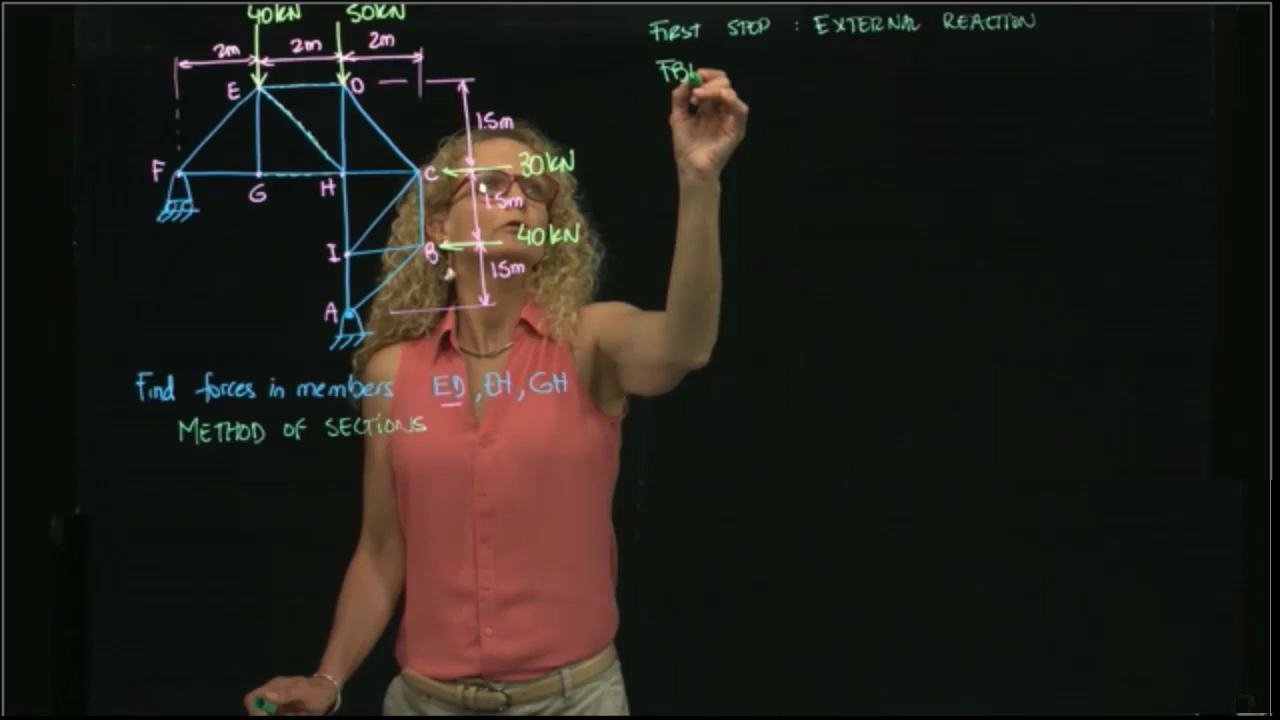 40KN 50KN
2m 2m 2m
E D
1.5m
F G H C 30KN
1.5m
I B 40KN
1.5m
A
Find forces in members ED, EH, GH
METHOD OF SECTIONS
FIRST STEP : EXTERNAL REACTION